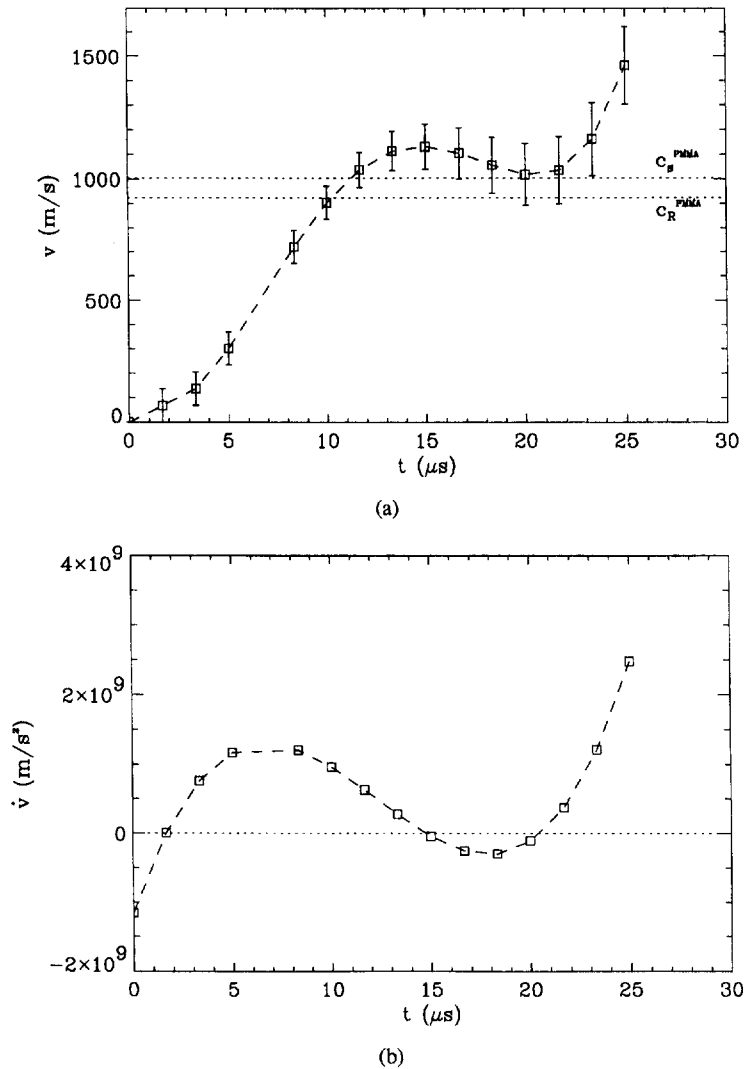 1500
1000
500
0
v (m/s)
C_s^PMMA
C_R^PMMA
0 5 10 15 20 25 30
t (μs)
(a)
4×10^9
2×10^9
0
−2×10^9
v̇ (m/s²)
0 5 10 15 20 25 30
t (μs)
(b)